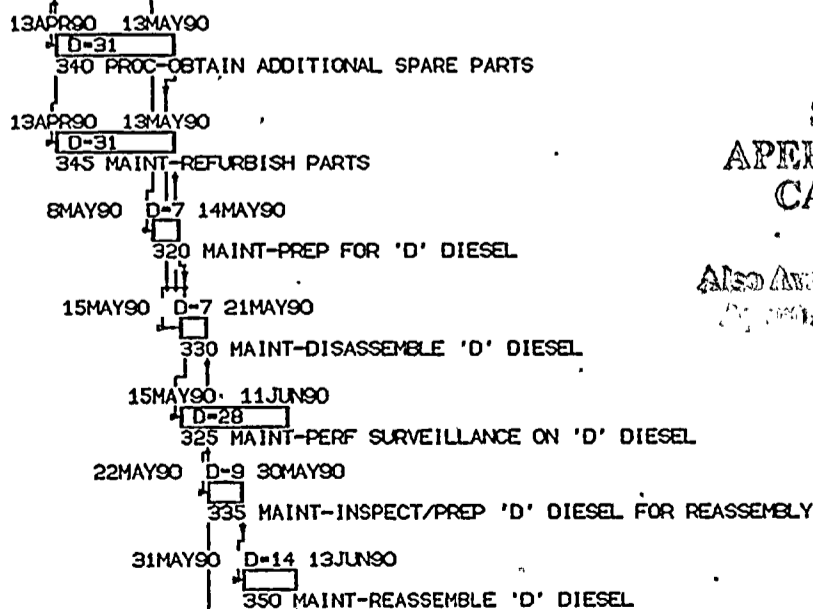 13APR90 13MAY90
D=31
340 PROC-OBTAIN ADDITIONAL SPARE PARTS
13APR90 13MAY90
D=31
345 MAINT-REFURBISH PARTS
8MAY90 D=7 14MAY90
320 MAINT-PREP FOR 'D' DIESEL
15MAY90 D=7 21MAY90
330 MAINT-DISASSEMBLE 'D' DIESEL
15MAY90 11JUN90
D=28
325 MAINT-PERF SURVEILLANCE ON 'D' DIESEL
22MAY90 D=9 30MAY90
335 MAINT-INSPECT/PREP 'D' DIESEL FOR REASSEMBLY
31MAY90 D=14 13JUN90
350 MAINT-REASSEMBLE 'D' DIESEL
APE
CA
Also Av